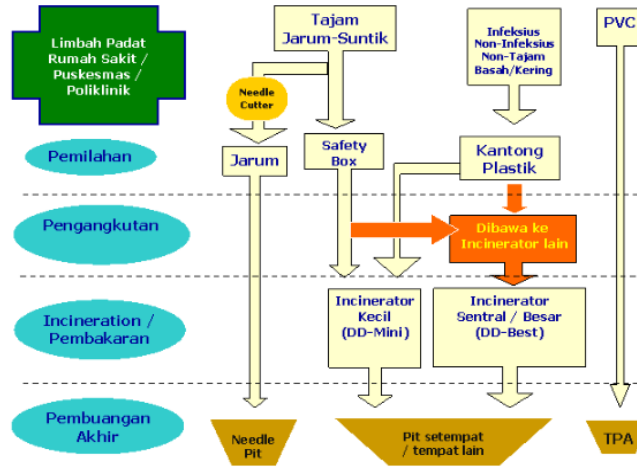 Limbah Padat
Rumah Sakit /
Puskesmas /
Poliklinik
Tajam
Jarum-Suntik
Infeksius
Non-Infeksius
Non-Tajam
Basah/Kering
PVC
Needle
Cutter
Pemilahan
Jarum
Safety
Box
Kantong
Plastik
Pengangkutan
Dibawa ke
Incinerator lain
Incineration /
Pembakaran
Incinerator
Kecil
(DD-Mini)
Incinerator
Sentral / Besar
(DD-Best)
Pembuangan
Akhir
Needle
Pit
Pit setempat
/ tempat lain
TPA